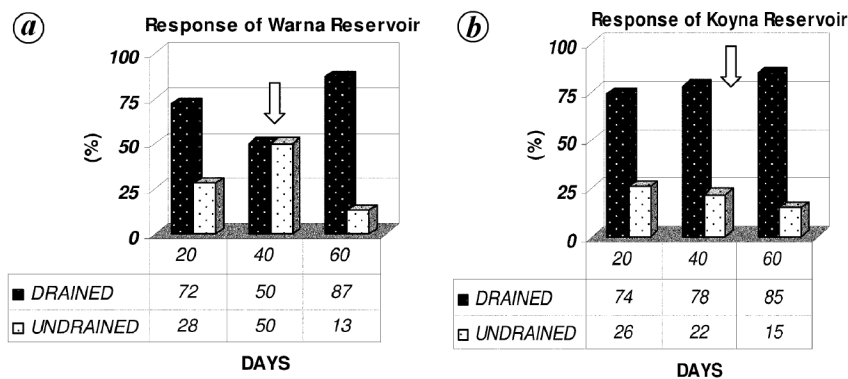 a
Response of Warna Reservoir
100
75
50
25
0
(%)
20 40 60
DRAINED 72 50 87
UNDRAINED 28 50 13
DAYS
b
Response of Koyna Reservoir
100
75
50
25
0
(%)
20 40 60
DRAINED 74 78 85
UNDRAINED 26 22 15
DAYS